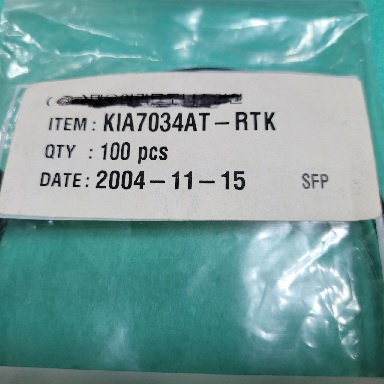 ITEM : KIA7034AT-RTK
QTY : 100 pcs
DATE : 2004-11-15 SFP